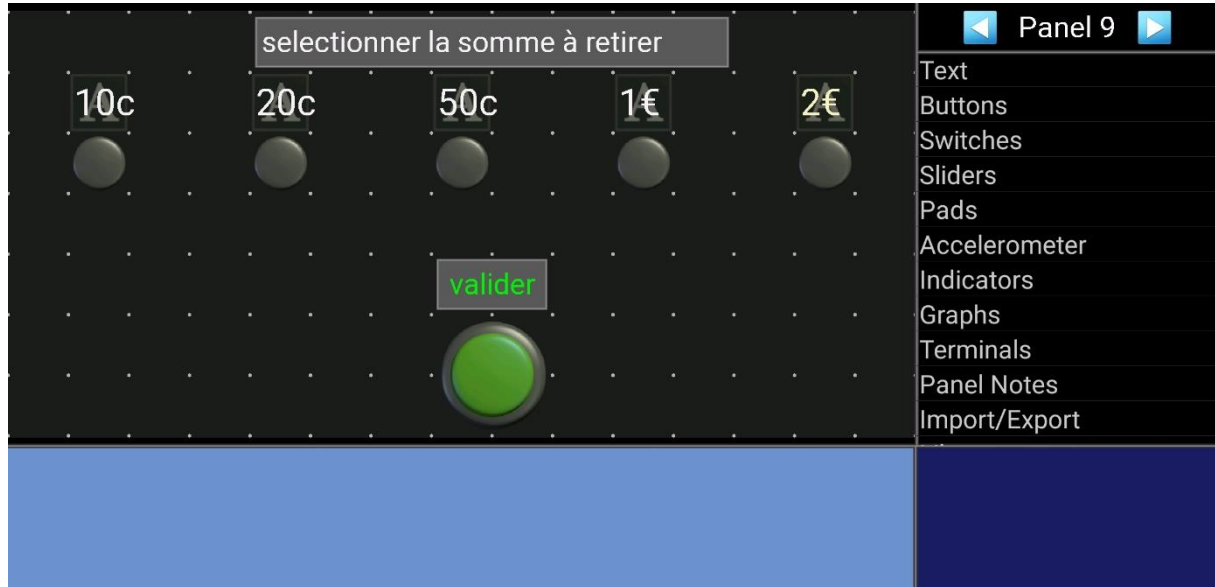 selectionner la somme à retirer
10c 20c 50c 1€ 2€
valider
Panel 9
Text
Buttons
Switches
Sliders
Pads
Accelerometer
Indicators
Graphs
Terminals
Panel Notes
Import/Export